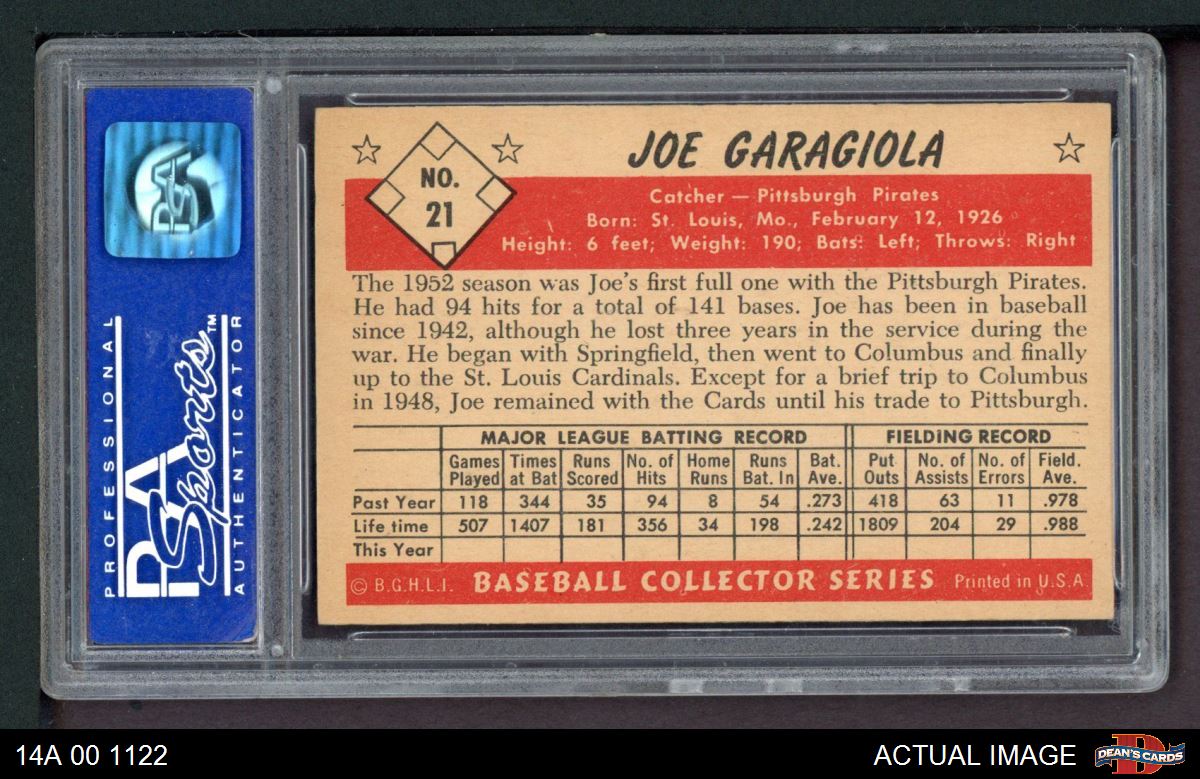 PSA
PROFESSIONAL
PSA Sports™
AUTHENTICATOR
NO.
21
JOE GARAGIOLA
Catcher — Pittsburgh Pirates
Born: St. Louis, Mo., February 12, 1926
Height: 6 feet; Weight: 190; Bats: Left; Throws: Right
The 1952 season was Joe's first full one with the Pittsburgh Pirates.
He had 94 hits for a total of 141 bases. Joe has been in baseball
since 1942, although he lost three years in the service during the
war. He began with Springfield, then went to Columbus and finally
up to the St. Louis Cardinals. Except for a brief trip to Columbus
in 1948, Joe remained with the Cards until his trade to Pittsburgh.
MAJOR LEAGUE BATTING RECORD FIELDING RECORD
Games Times Runs No. of Home Runs Bat. Put No. of No. of Field.
Played at Bat Scored Hits Runs Bat. In Ave. Outs Assists Errors Ave.
Past Year 118 344 35 94 8 54 .273 418 63 11 .978
Life time 507 1407 181 356 34 198 .242 1809 204 29 .988
This Year
© B.G.H.L.I. BASEBALL COLLECTOR SERIES Printed in U.S.A.
14A 00 1122
ACTUAL IMAGE
D
DEAN'S CARDS